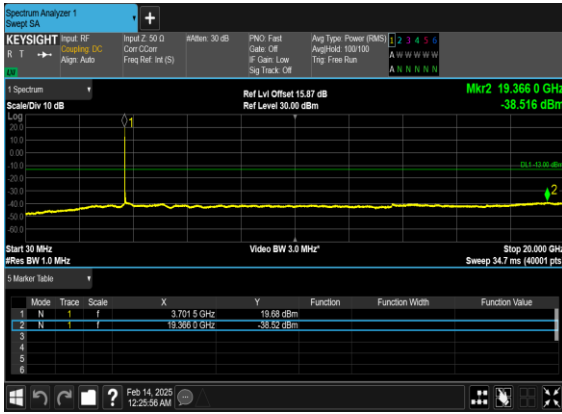 Spectrum Analyzer 1
Swept SA
+
KEYSIGHT Input: RF Input Z: 50 Ω #Atten: 30 dB PNO: Fast Avg Type: Power (RMS) 1 2 3 4 5 6
R T Coupling: DC Corr CCorr Gate: Off Avg|Hold: 100/100 A W W W W W
Align: Auto Freq Ref: Int (S) IF Gain: Low Trig: Free Run
Sig Track: Off A N N N N N
1 Spectrum Ref Lvl Offset 15.87 dB Mkr2 19.366 0 GHz
Scale/Div 10 dB Ref Level 30.00 dBm -38.516 dBm
Log
20.0 1
10.0
0.00
-10.0 DL1 -13.00 dBm
-20.0
-30.0 2
-40.0
-50.0
-60.0
Start 30 MHz Video BW 3.0 MHz* Stop 20.000 GHz
#Res BW 1.0 MHz Sweep 34.7 ms (40001 pts)
5 Marker Table
Mode Trace Scale X Y Function Function Width Function Value
1 N 1 f 3.701 5 GHz 19.68 dBm
2 N 1 f 19.366 0 GHz -38.52 dBm
3
4
5
6
? Feb 14, 2025
12:25:56 AM